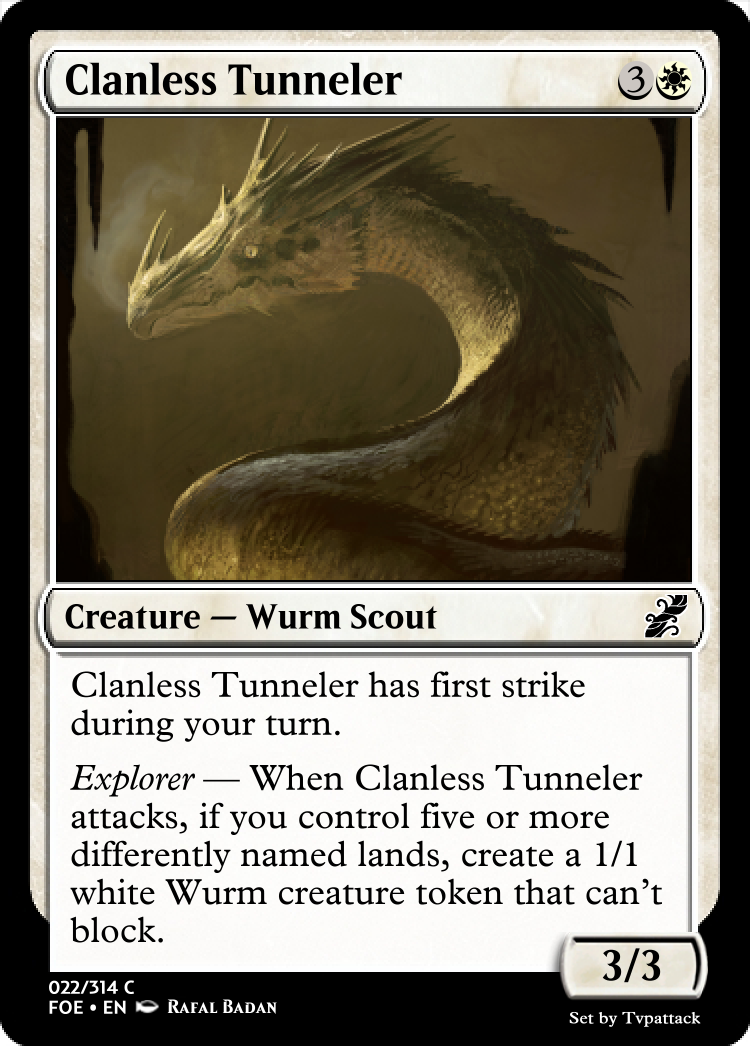 Clanless Tunneler 3
Creature — Wurm Scout
Clanless Tunneler has first strike
during your turn.
Explorer — When Clanless Tunneler
attacks, if you control five or more
differently named lands, create a 1/1
white Wurm creature token that can't
block.
3/3
022/314 C
FOE • EN RAFAL BADAN
Set by Tvpattack